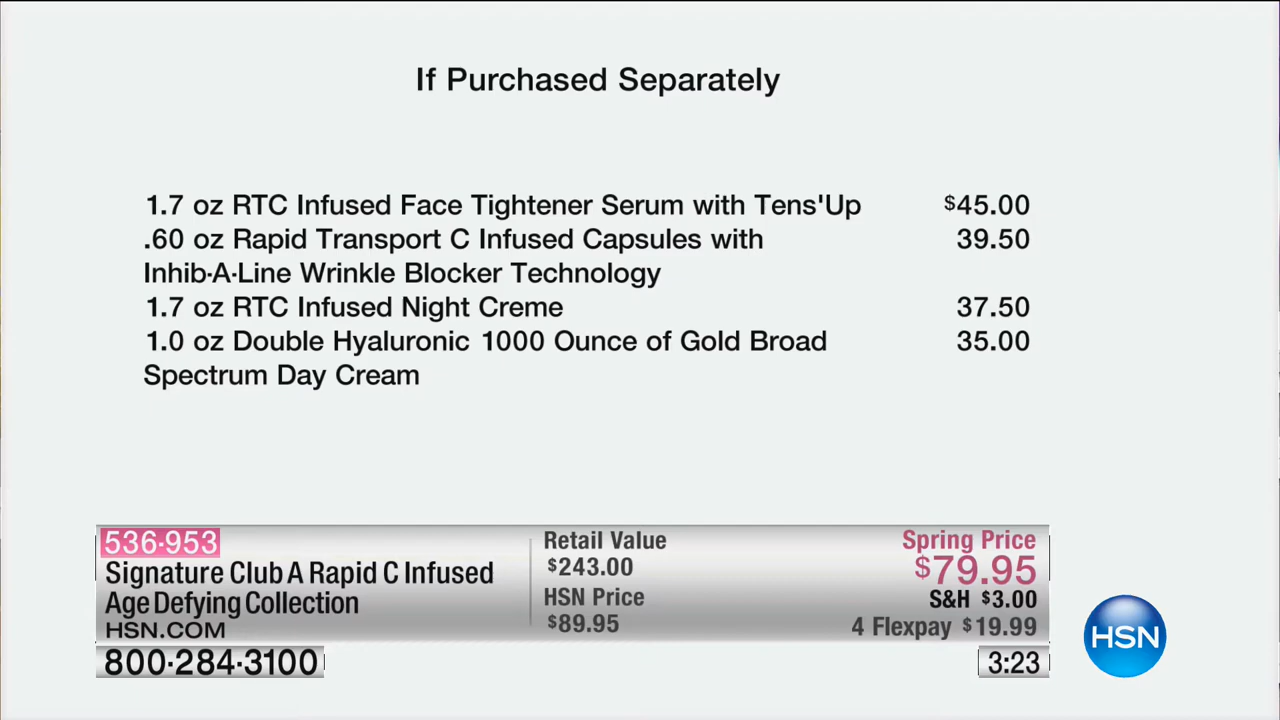 If Purchased Separately
1.7 oz RTC Infused Face Tightener Serum with Tens'Up $45.00
.60 oz Rapid Transport C Infused Capsules with 39.50
Inhib·A·Line Wrinkle Blocker Technology
1.7 oz RTC Infused Night Creme 37.50
1.0 oz Double Hyaluronic 1000 Ounce of Gold Broad 35.00
Spectrum Day Cream
536·953
Signature Club A Rapid C Infused
Age Defying Collection
HSN.COM
800·284·3100
Retail Value
$243.00
HSN Price
$89.95
Spring Price
$79.95
S&H $3.00
4 Flexpay $19.99
3:23
HSN